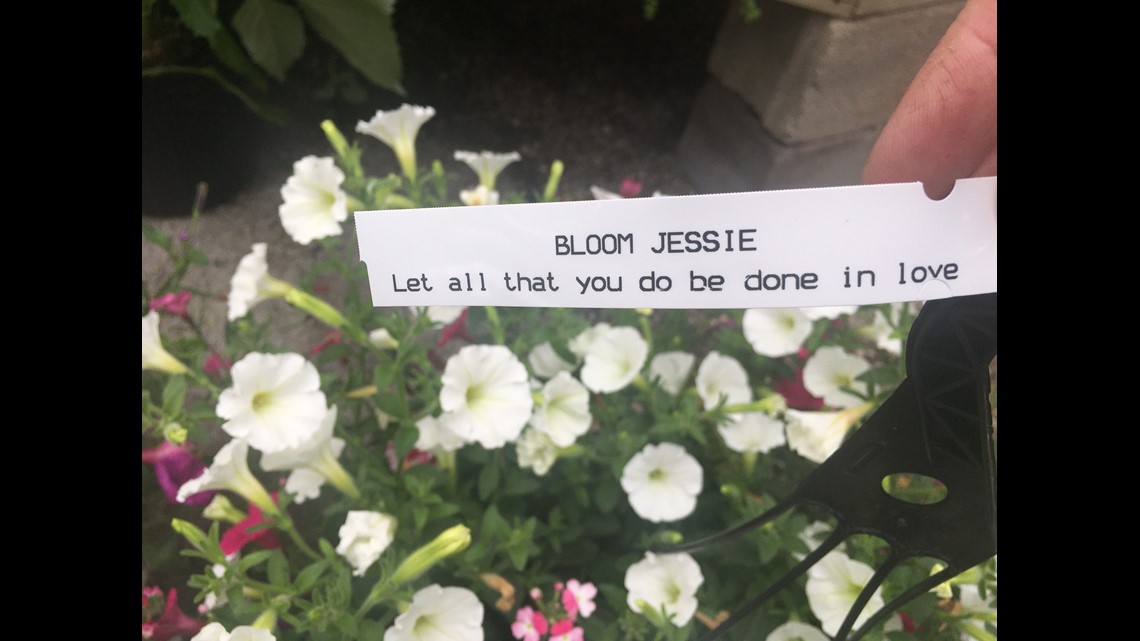 BLOOM JESSIE
Let all that you do be done in love